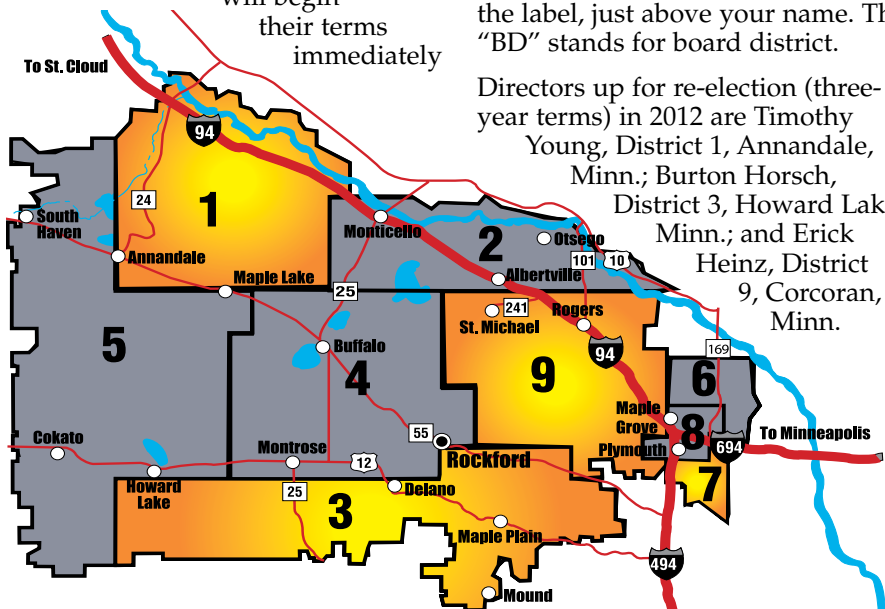 will begin
their terms
immediately
the label, just above your name. Th
“BD” stands for board district.
Directors up for re-election (three-
year terms) in 2012 are Timothy
Young, District 1, Annandale,
Minn.; Burton Horsch,
District 3, Howard Lak
Minn.; and Erick
Heinz, District
9, Corcoran,
Minn.
To St. Cloud
94
1
24
South
Haven
Annandale
Monticello
2
Otsego
101
10
Maple Lake
25
Albertville
241
St. Michael
Rogers
5
Buffalo
4
9
94
169
6
Maple
Grove
8
55
Cokato
Montrose
12
Rockford
Plymouth
694
To Minneapolis
Howard
Lake
25
3
Delano
7
Maple Plain
494
Mound